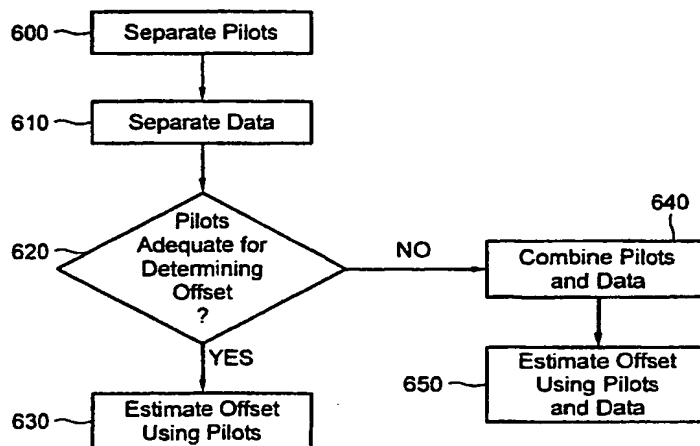 600
Separate Pilots
610
Separate Data
620
Pilots
Adequate for
Determining
Offset
?
NO
640
Combine Pilots
and Data
YES
630
Estimate Offset
Using Pilots
650
Estimate Offset
Using Pilots
and Data